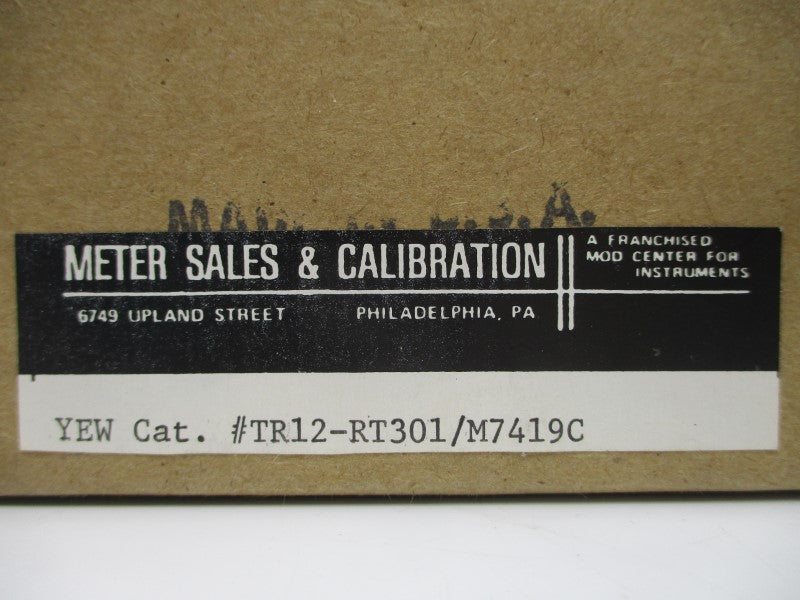 U.S.A.
METER SALES & CALIBRATION
A FRANCHISED
MOD CENTER FOR
INSTRUMENTS
6749 UPLAND STREET PHILADELPHIA, PA
YEW Cat. #TR12-RT301/M7419C